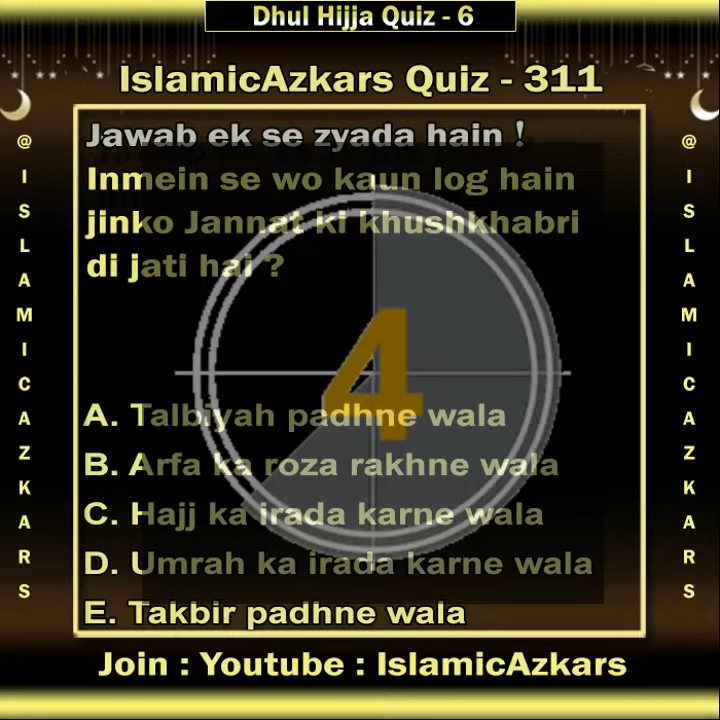 Dhul Hijja Quiz - 6
IslamicAzkars Quiz - 311
Jawab ek se zyada hain !
Inmein se wo kaun log hain
jinko Jannat ki khushkhabri
di jati hai ?
4
A. Talbiyah padhne wala
B. Arfa ka roza rakhne wala
C. Hajj ka irada karne wala
D. Umrah ka irada karne wala
E. Takbir padhne wala
@ISLAMICAZKARS
@ISLAMICAZKARS
Join : Youtube : IslamicAzkars